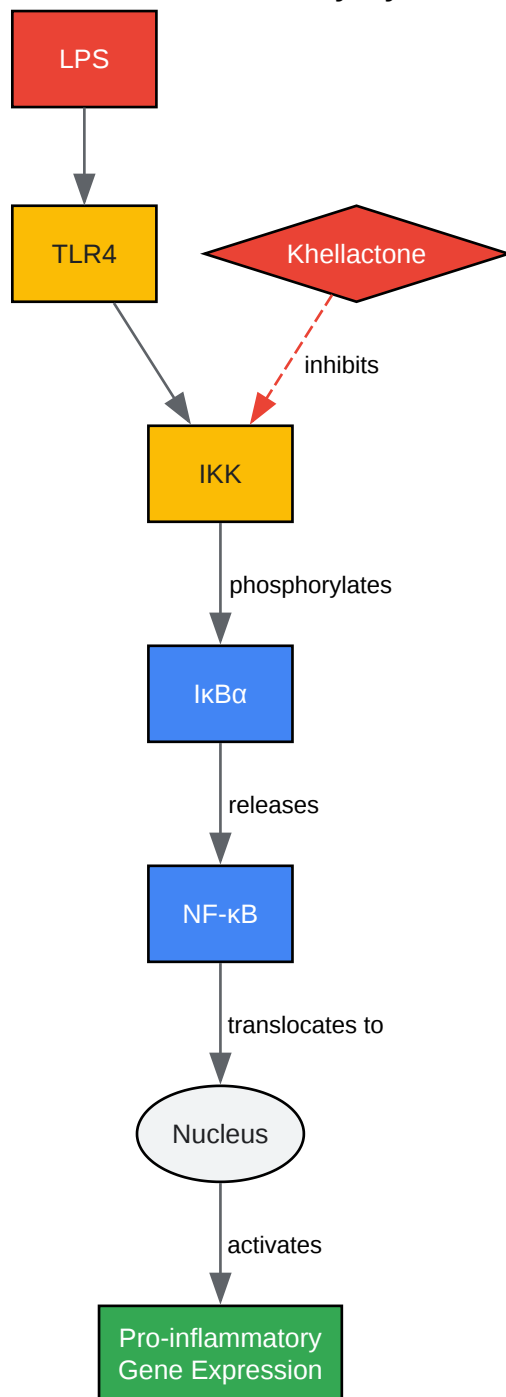 LPS
TLR4
Khellactone
inhibits
IKK
phosphorylates
IκBα
releases
NF-κB
translocates to
Nucleus
activates
Pro-inflammatory
Gene Expression